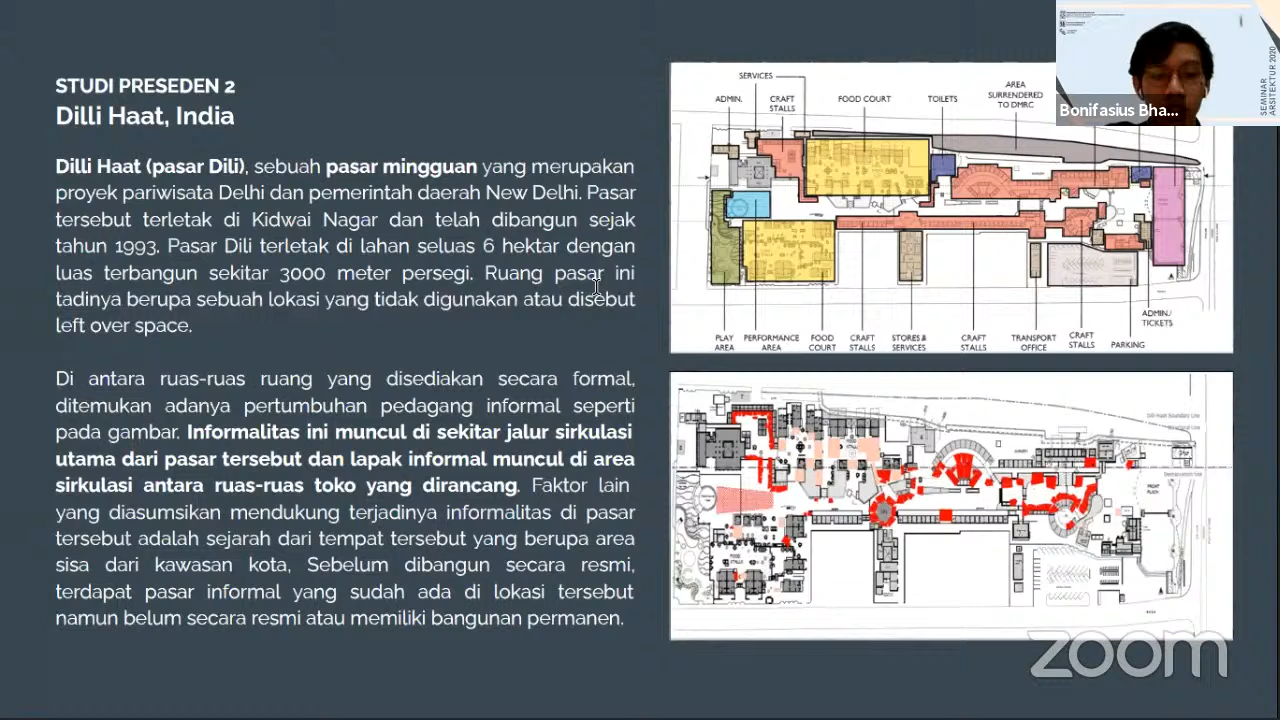 STUDI PRESEDEN 2
Dilli Haat, India
Dilli Haat (pasar Dili), sebuah pasar mingguan yang merupakan
proyek pariwisata Delhi dan pemerintah daerah New Delhi. Pasar
tersebut terletak di Kidwai Nagar dan telah dibangun sejak
tahun 1993. Pasar Dili terletak di lahan seluas 6 hektar dengan
luas terbangun sekitar 3000 meter persegi. Ruang pasar ini
tadinya berupa sebuah lokasi yang tidak digunakan atau disebut
left over space.
Di antara ruas-ruas ruang yang disediakan secara formal,
ditemukan adanya pertumbuhan pedagang informal seperti
pada gambar. Informalitas ini muncul di sekitar jalur sirkulasi
utama dari pasar tersebut dan lapak informal muncul di area
sirkulasi antara ruas-ruas toko yang dirancang. Faktor lain
yang diasumsikan mendukung terjadinya informalitas di pasar
tersebut adalah sejarah dari tempat tersebut yang berupa area
sisa dari kawasan kota, Sebelum dibangun secara resmi,
terdapat pasar informal yang sudah ada di lokasi tersebut
namun belum secara resmi atau memiliki bangunan permanen.
SERVICES
ADMIN.
CRAFT
STALLS
FOOD COURT
TOILETS
AREA
SURRENDERED
TO DMRC
PLAY
AREA
PERFORMANCE
AREA
FOOD
COURT
CRAFT
STALLS
STORES &
SERVICES
CRAFT
STALLS
TRANSPORT
OFFICE
CRAFT
STALLS
PARKING
ADMIN/
TICKETS
Dilli Haat Boundary Line
FRONT
PLAZA
FOOD
STALLS
Bonifasius Bha...
SEMINAR
ARSITEKTUR 2020
zoom